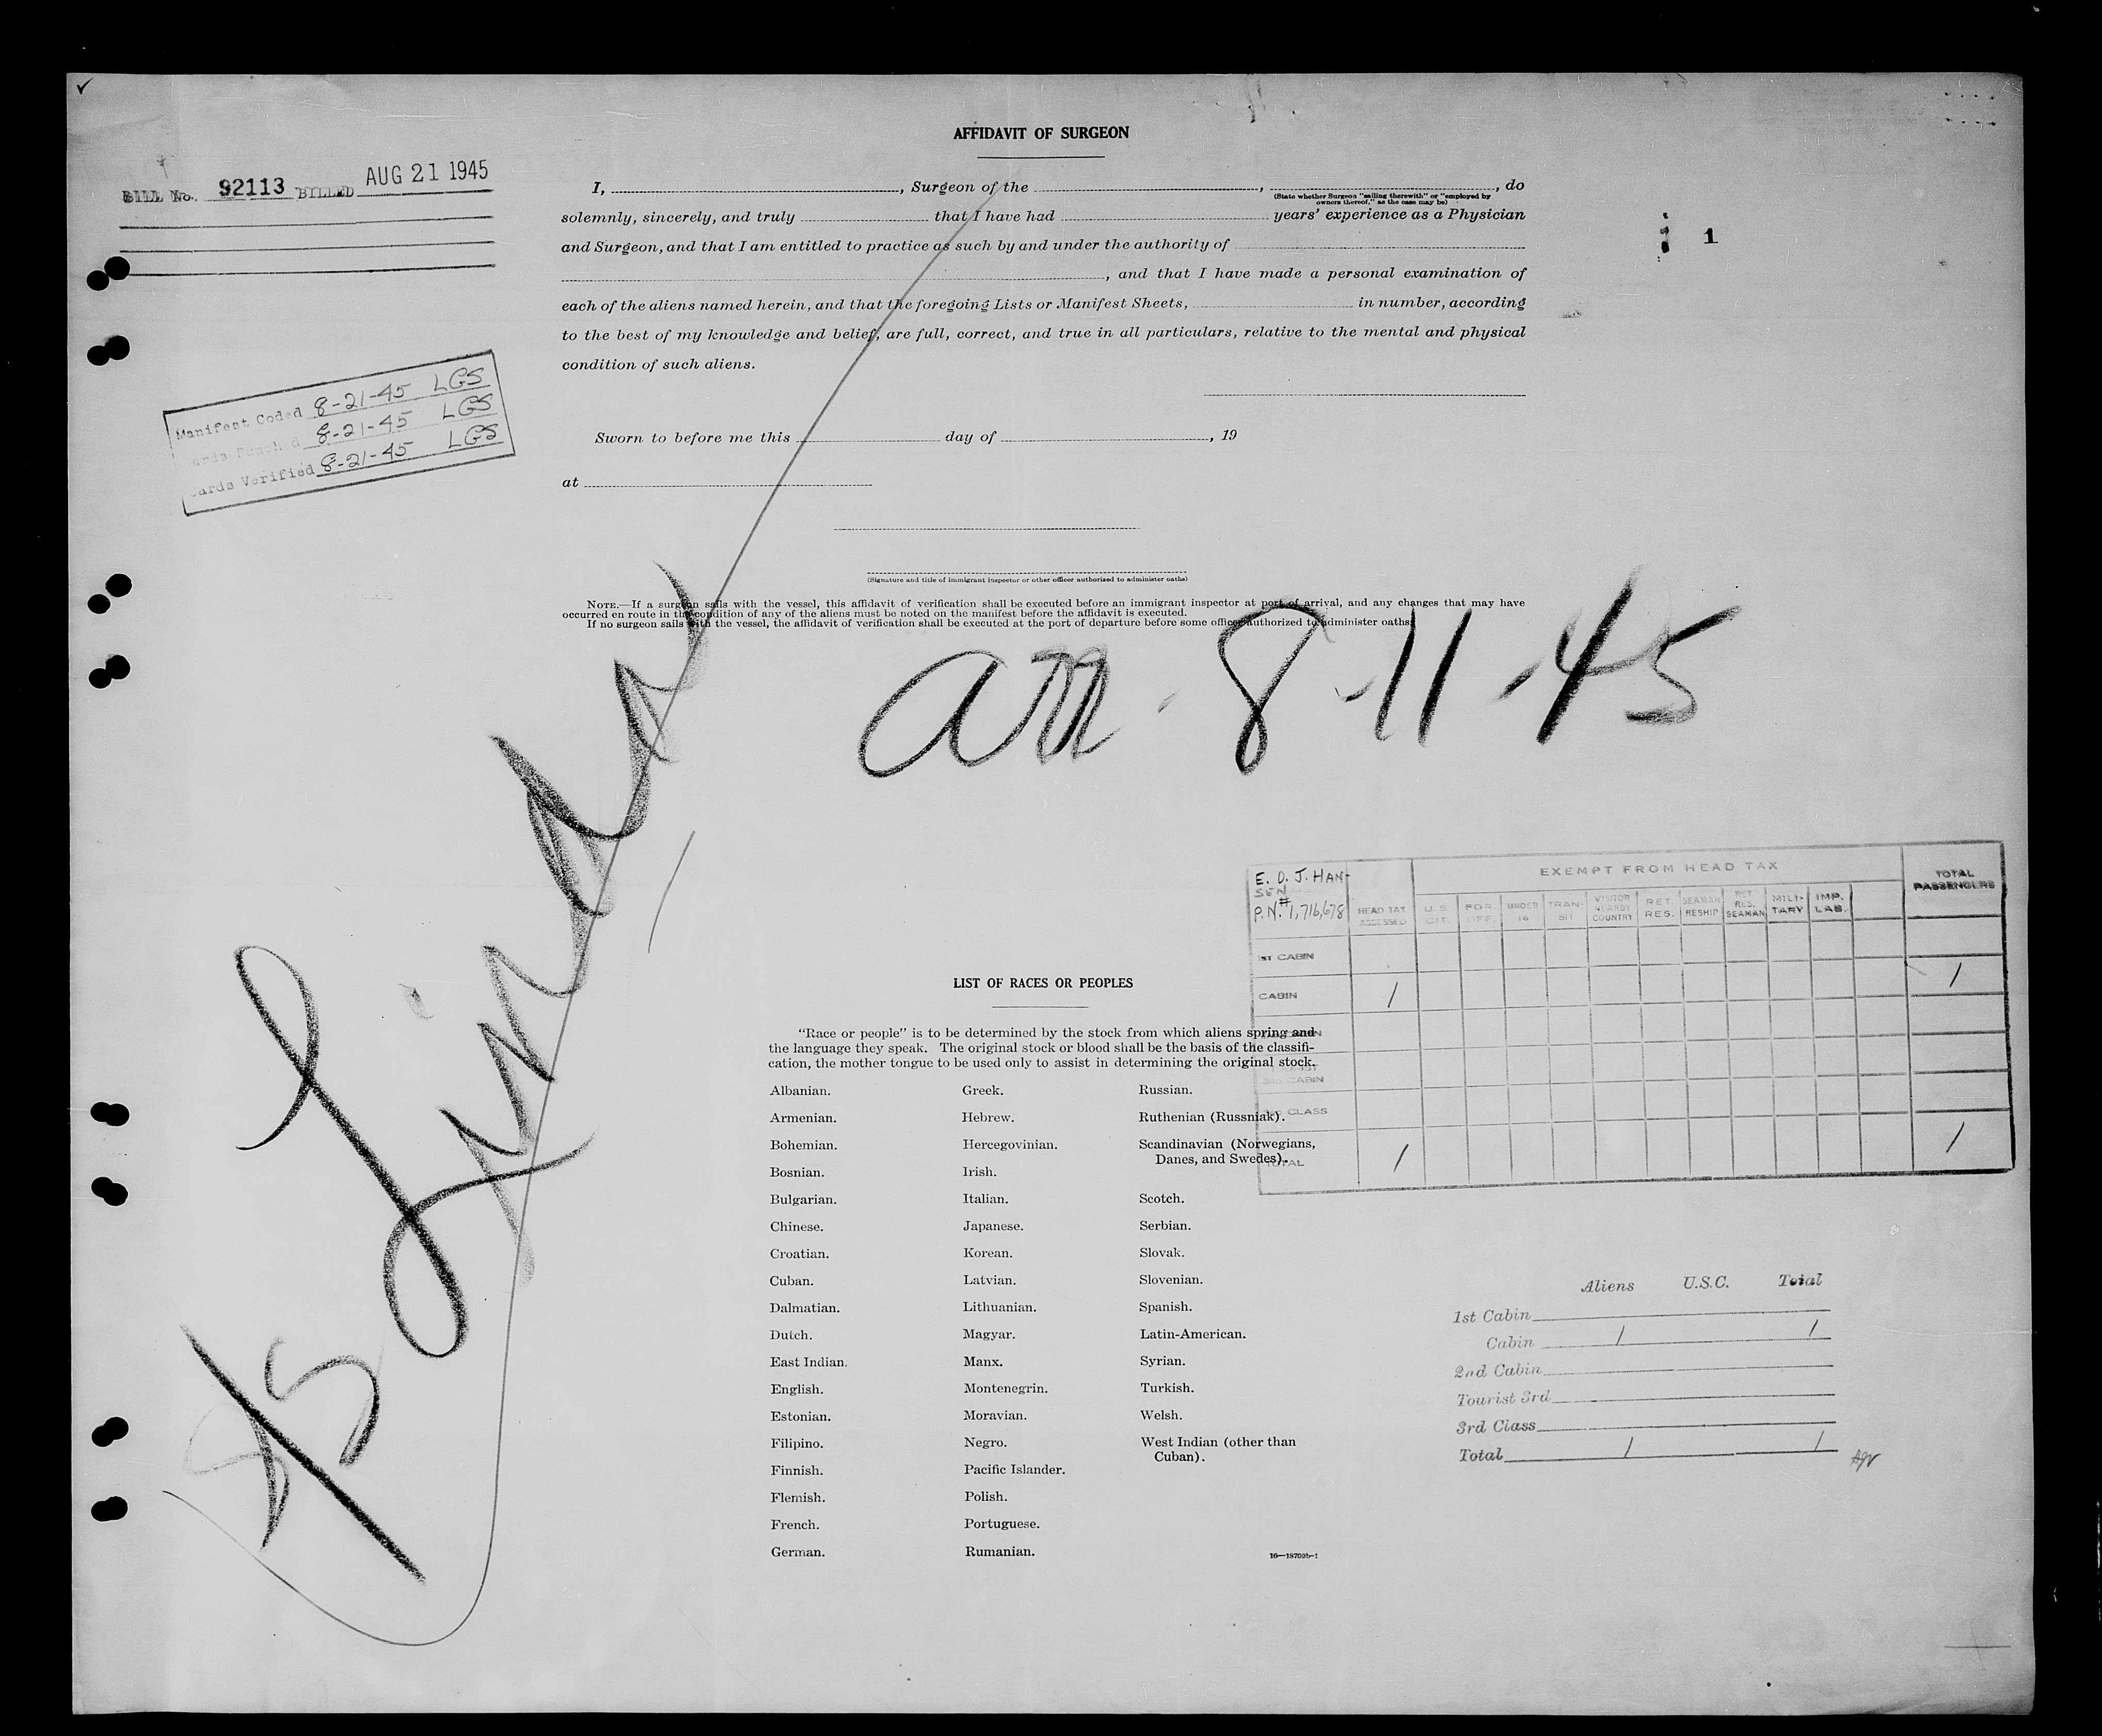 AFFIDAVIT OF SURGEON
BILL No. 92113 BILLED AUG 21 1945
I, , Surgeon of the , , do
(State whether Surgeon "sailing therewith" or "employed by
owners thereof," as the case may be)
solemnly, sincerely, and truly that I have had years' experience as a Physician
and Surgeon, and that I am entitled to practice as such by and under the authority of
1
, and that I have made a personal examination of
each of the aliens named herein, and that the foregoing Lists or Manifest Sheets, in number, according
to the best of my knowledge and belief, are full, correct, and true in all particulars, relative to the mental and physical
condition of such aliens.
Manifest Coded 8-21-45 LGS
Cards Punched 8-21-45 LGS
Cards Verified 8-21-45 LGS
Sworn to before me this day of , 19
at
(Signature and title of immigrant inspector or other officer authorized to administer oaths)
NOTE.—If a surgeon sails with the vessel, this affidavit of verification shall be executed before an immigrant inspector at port of arrival, and any changes that may have
occurred en route in the condition of any of the aliens must be noted on the manifest before the affidavit is executed.
If no surgeon sails with the vessel, the affidavit of verification shall be executed at the port of departure before some officer authorized to administer oaths.
arr - 8-11-45
E. D. J. HAN-
SEN
P.N.# 1,716,678
HEAD TAX ASSESSED
EXEMPT FROM HEAD TAX
U.S. CIT.
FOR. OFF.
UNDER 16
TRAN-SIT
VISITOR NEARBY COUNTRY
RET. RES.
SEAMAN RESHIP
RET. RES. SEAMAN
MILI-TARY
IMP. LAB.
TOTAL PASSENGERS
1ST CABIN
CABIN 1 1
3RD CABIN
CLASS
TOTAL 1 1
LIST OF RACES OR PEOPLES
"Race or people" is to be determined by the stock from which aliens spring and
the language they speak. The original stock or blood shall be the basis of the classifi-
cation, the mother tongue to be used only to assist in determining the original stock.
Albanian.
Armenian.
Bohemian.
Bosnian.
Bulgarian.
Chinese.
Croatian.
Cuban.
Dalmatian.
Dutch.
East Indian.
English.
Estonian.
Filipino.
Finnish.
Flemish.
French.
German.
Greek.
Hebrew.
Hercegovinian.
Irish.
Italian.
Japanese.
Korean.
Latvian.
Lithuanian.
Magyar.
Manx.
Montenegrin.
Moravian.
Negro.
Pacific Islander.
Polish.
Portuguese.
Rumanian.
Russian.
Ruthenian (Russniak).
Scandinavian (Norwegians,
Danes, and Swedes).
Scotch.
Serbian.
Slovak.
Slovenian.
Spanish.
Latin-American.
Syrian.
Turkish.
Welsh.
West Indian (other than
Cuban).
16—18709b-1
Aliens U.S.C. Total
1st Cabin
Cabin 1 1
2nd Cabin
Tourist 3rd
3rd Class
Total 1 1